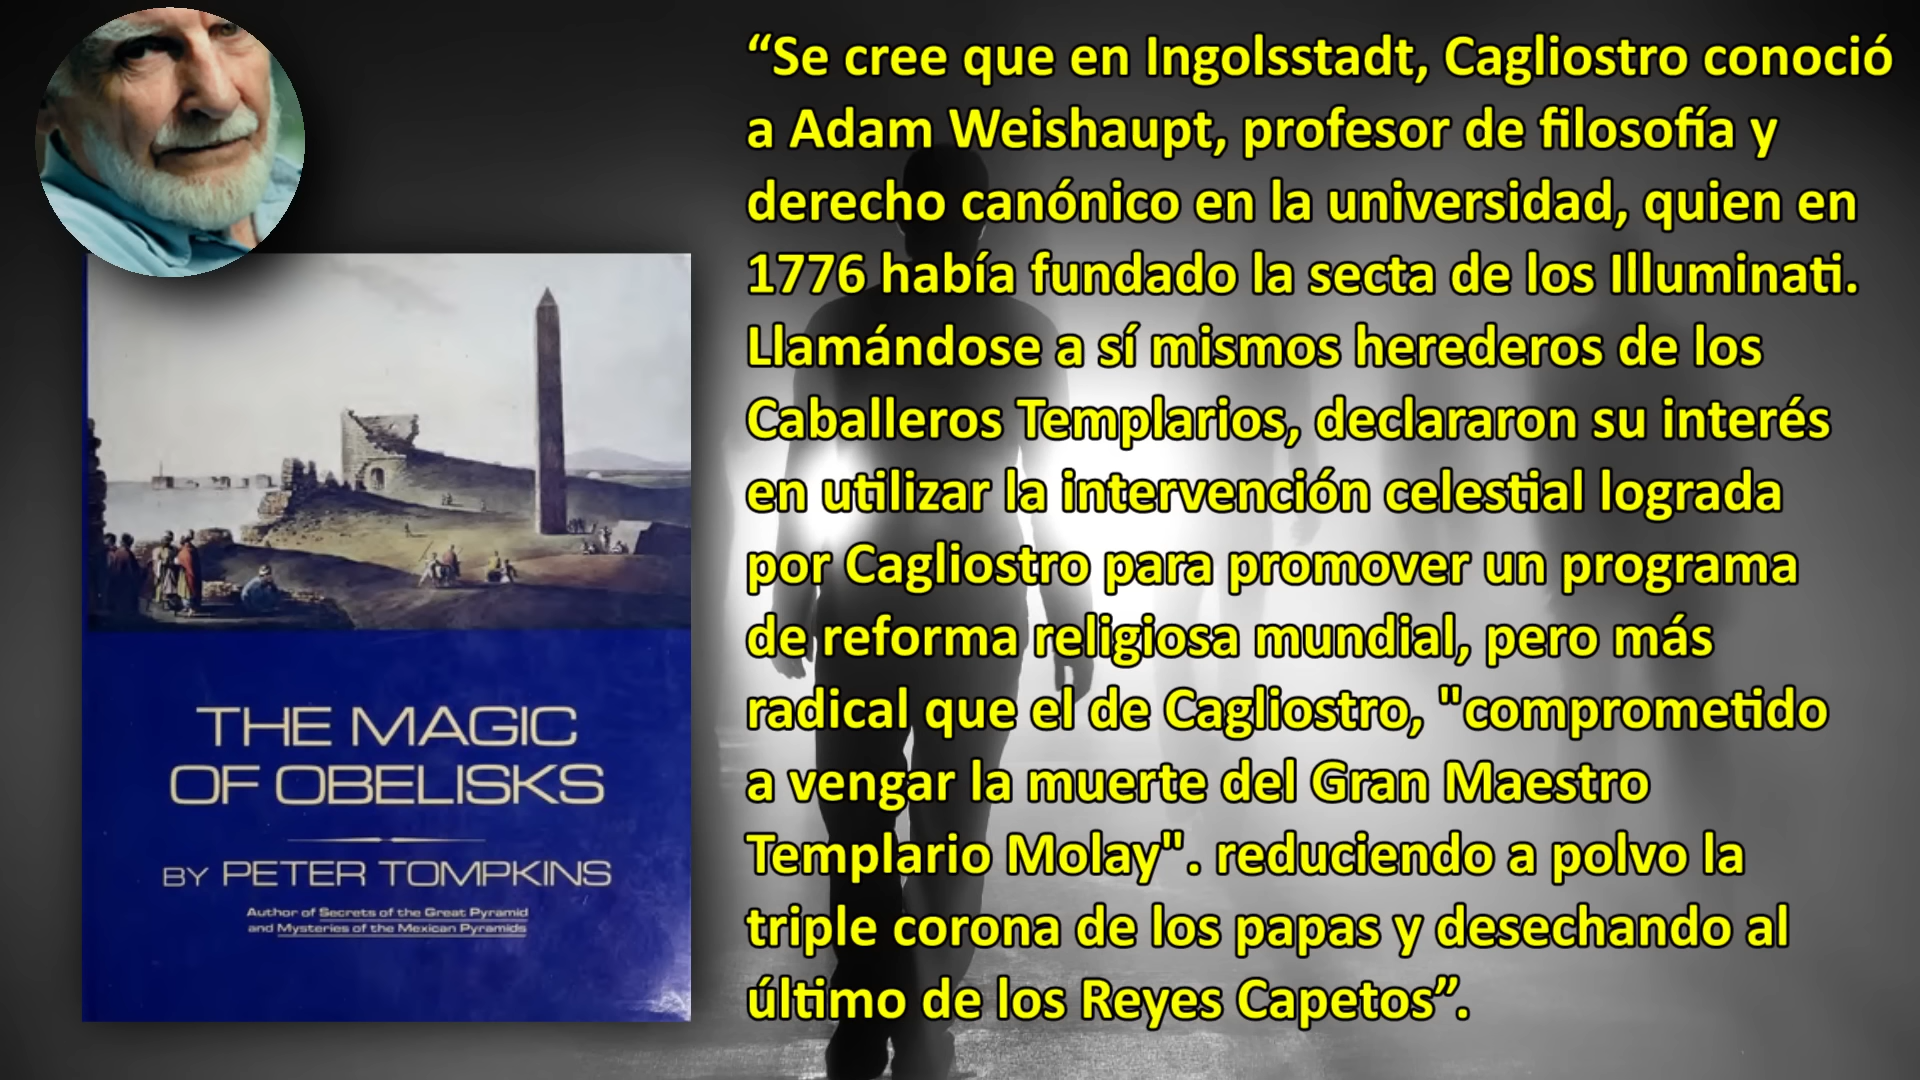 “Se cree que en Ingolsstadt, Cagliostro conoció
a Adam Weishaupt, profesor de filosofía y
derecho canónico en la universidad, quien en
1776 había fundado la secta de los Illuminati.
Llamándose a sí mismos herederos de los
Caballeros Templarios, declararon su interés
en utilizar la intervención celestial lograda
por Cagliostro para promover un programa
de reforma religiosa mundial, pero más
radical que el de Cagliostro, "comprometido
a vengar la muerte del Gran Maestro
Templario Molay". reduciendo a polvo la
triple corona de los papas y desechando al
último de los Reyes Capetos”.
THE MAGIC
OF OBELISKS
BY PETER TOMPKINS
Author of Secrets of the Great Pyramid
and Mysteries of the Mexican Pyramids